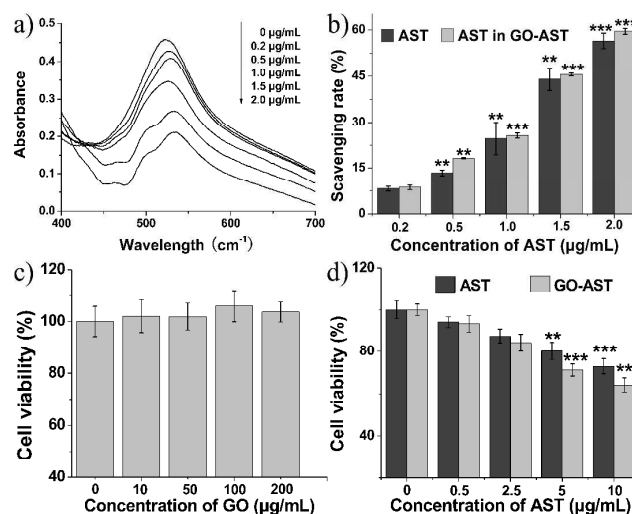 a)
0 µg/mL
0.2 µg/mL
0.5 µg/mL
1.0 µg/mL
1.5 µg/mL
2.0 µg/mL
0.5
0.4
0.3
0.2
0.1
0.0
Absorbance
400 500 600 700
Wavelength (cm⁻¹)
b)
AST AST in GO-AST
60
45
30
15
0
Scavenging rate (%)
** **
** ***
** ***
*** ***
0.2 0.5 1.0 1.5 2.0
Concentration of AST (µg/mL)
c)
120
100
80
60
40
Cell viability (%)
0 10 50 100 200
Concentration of GO (µg/mL)
d)
AST GO-AST
120
100
80
60
40
Cell viability (%)
** ***
*** **
0 0.5 2.5 5 10
Concentration of AST (µg/mL)